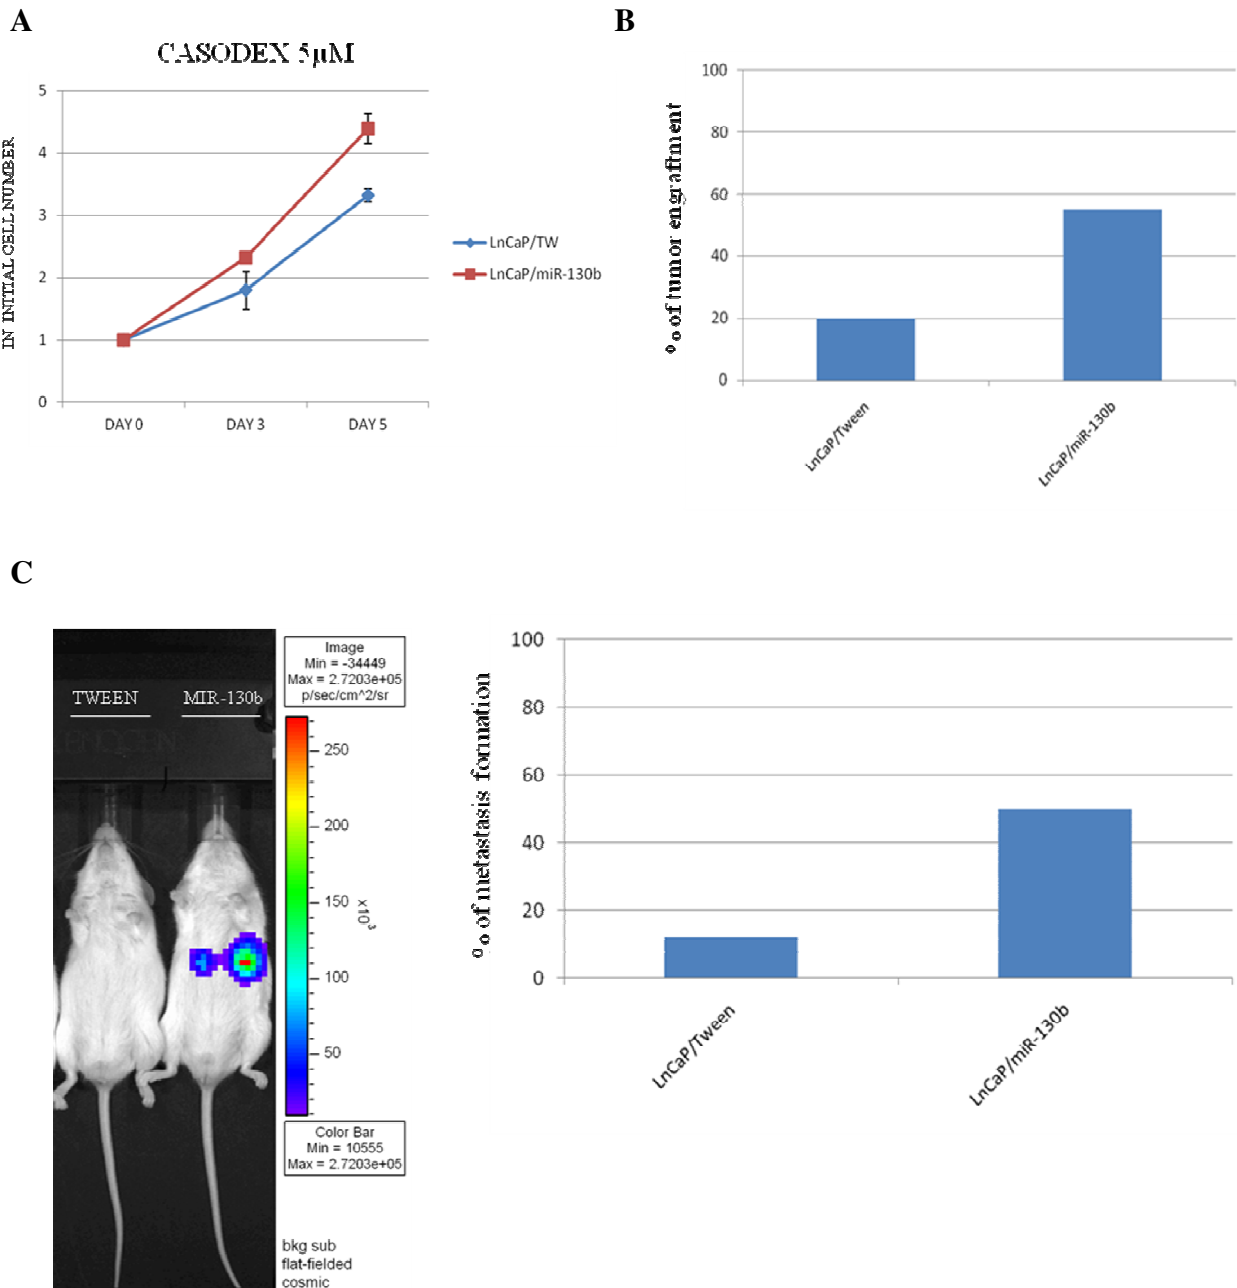 A
CASODEX 5µM
IN INITIAL CELL NUMBER
5
4
3
2
1
0
DAY 0
DAY 3
DAY 5
LnCaP/TW
LnCaP/miR-130b
B
% of tumor engraftment
100
80
60
40
20
0
LnCaP/Tween
LnCaP/miR-130b
C
TWEEN
MIR-130b
Image
Min = -34449
Max = 2.7203e+05
p/sec/cm^2/sr
250
200
150
100
50
x10³
Color Bar
Min = 10555
Max = 2.7203e+05
bkg sub
flat-fielded
cosmic
% of metastasis formation
100
80
60
40
20
0
LnCaP/Tween
LnCaP/miR-130b